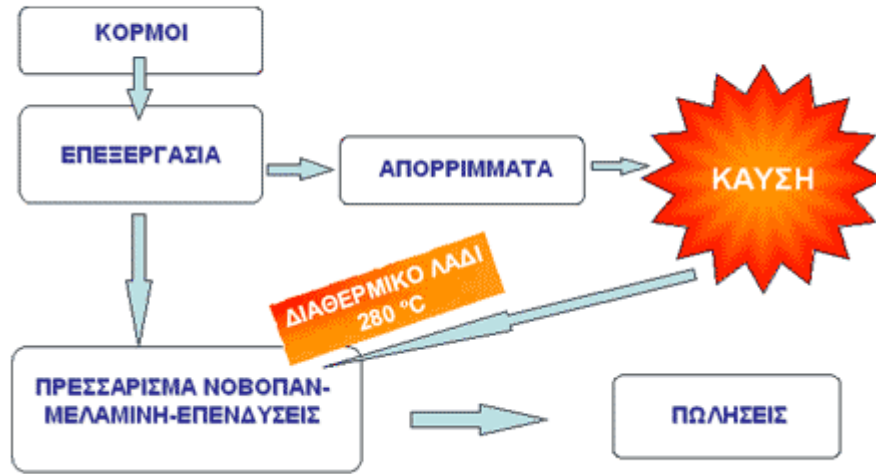 ΚΟΡΜΟΙ
ΕΠΕΞΕΡΓΑΣΙΑ
ΑΠΟΡΡΙΜΜΑΤΑ
ΚΑΥΣΗ
ΔΙΑΘΕΡΜΙΚΟ ΛΑΔΙ
280 °C
ΠΡΕΣΣΑΡΙΣΜΑ ΝΟΒΟΠΑΝ-
ΜΕΛΑΜΙΝΗ-ΕΠΕΝΔΥΣΕΙΣ
ΠΩΛΗΣΕΙΣ